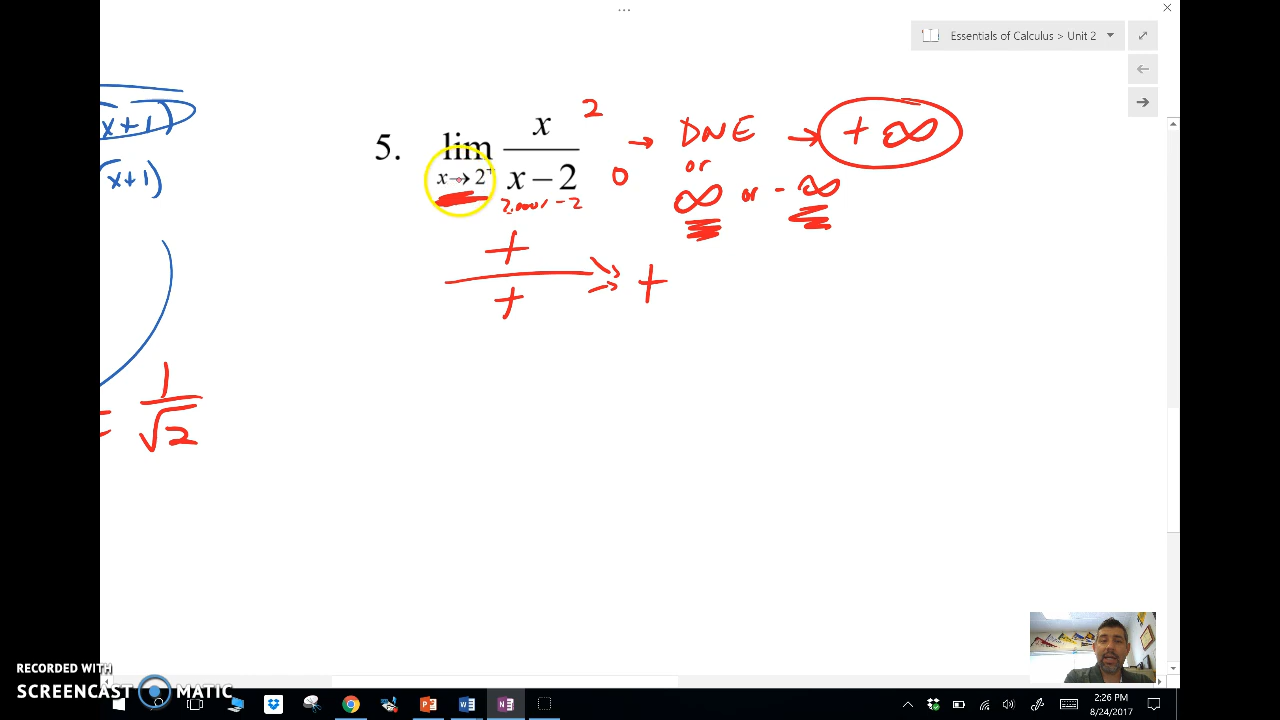 Essentials of Calculus > Unit 2
x+1)
(x+1)
= 1/√2
5. lim x→2⁺ x/(x−2)
2
0
→ DNE → +∞
or
∞ or -∞
2.0001 - 2
+
+ → +
RECORDED WITH
SCREENCAST MATIC
2:26 PM
8/24/2017